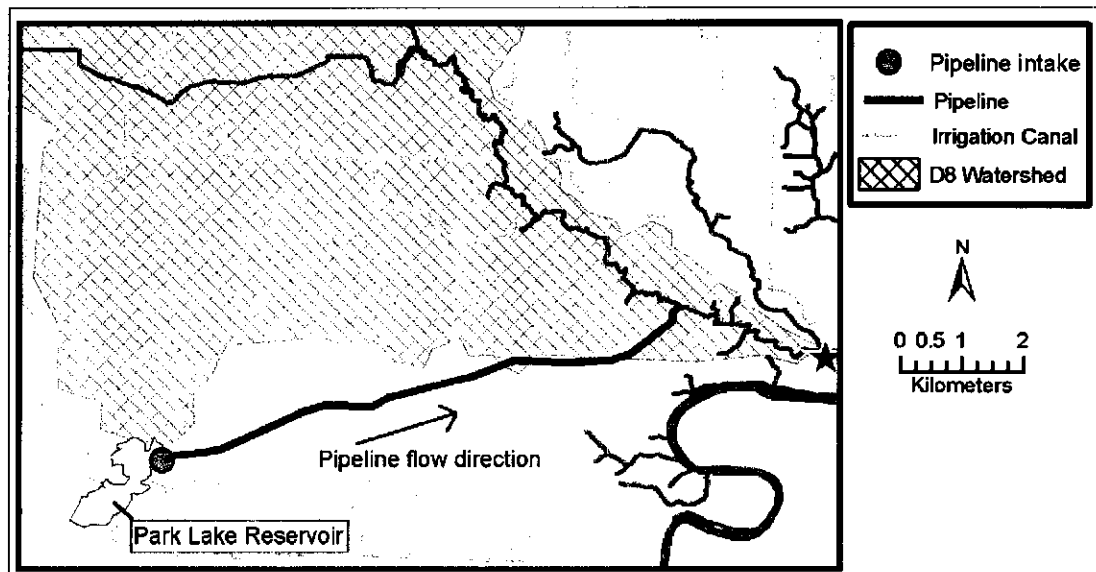 Pipeline intake
Pipeline
Irrigation Canal
D8 Watershed
N
0 0.5 1 2
Kilometers
Pipeline flow direction
Park Lake Reservoir